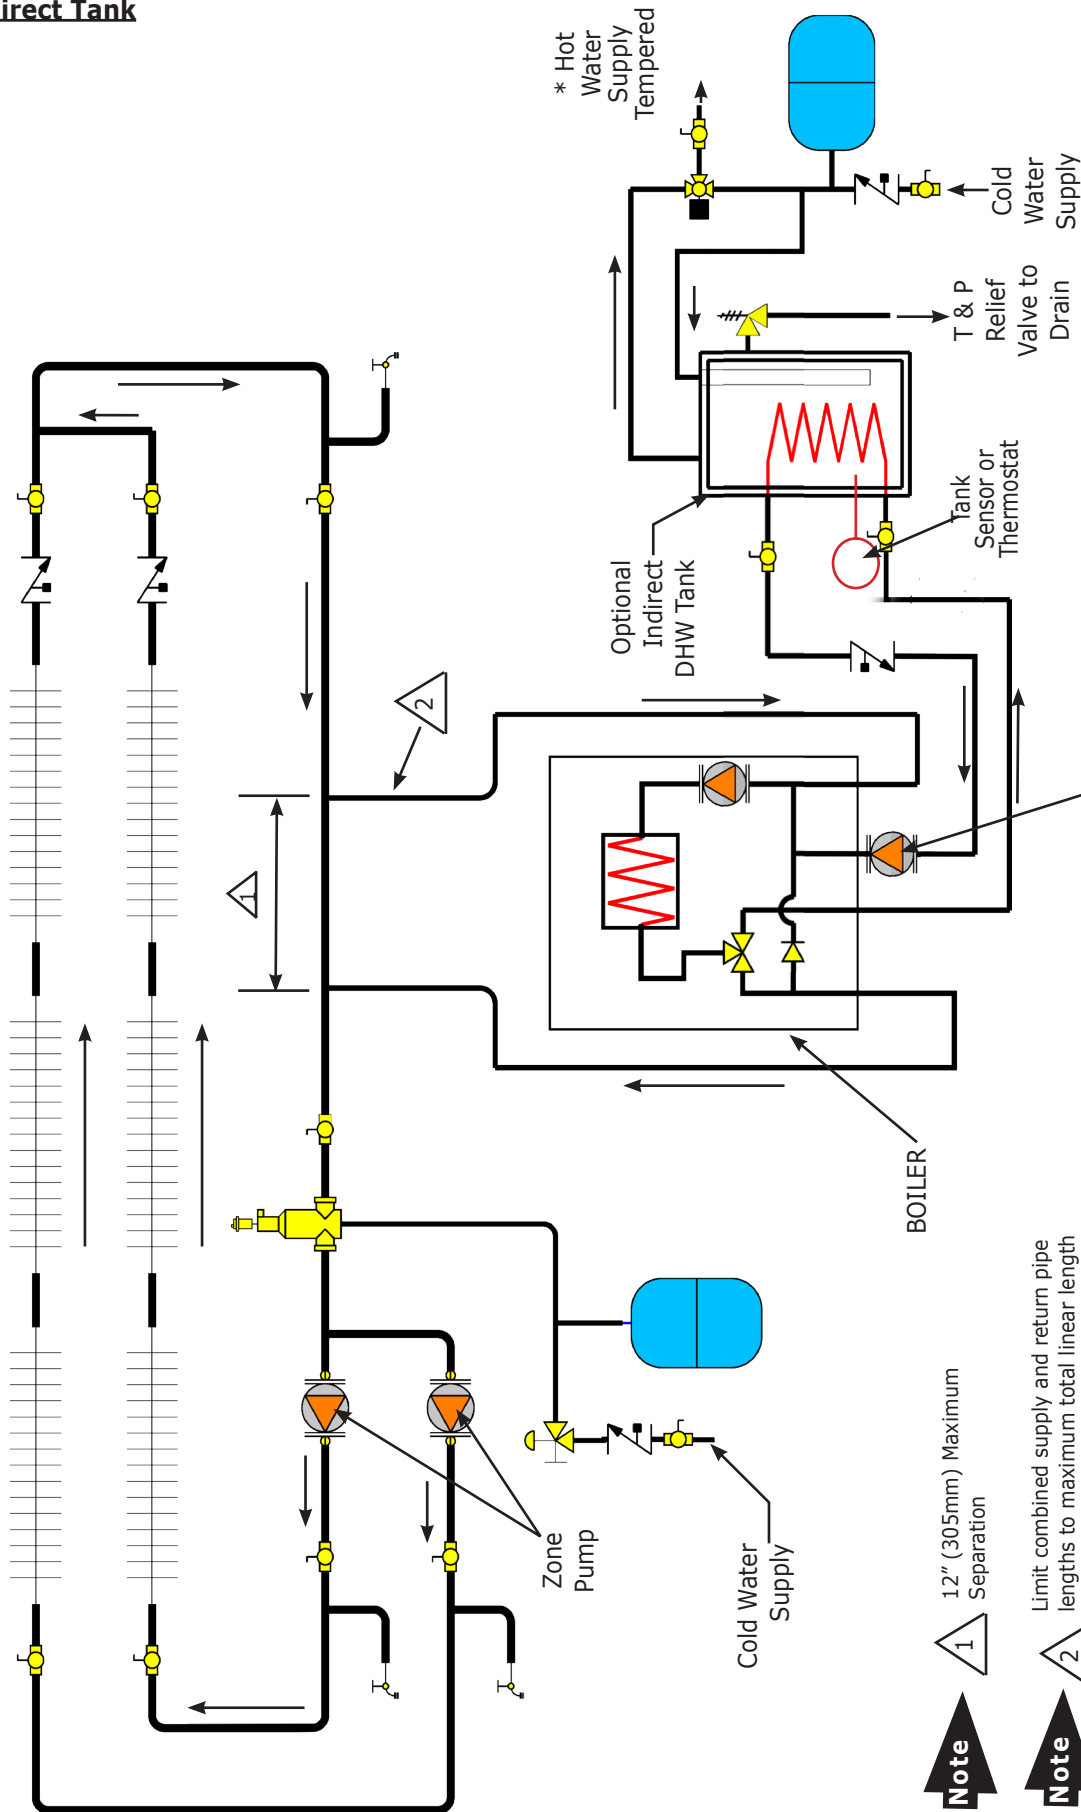 irect Tank
* Hot
Water
Supply
Tempered
Cold
Water
Supply
T & P
Relief
Valve to
Drain
Tank
Sensor or
Thermostat
Optional
Indirect
DHW Tank
2
1
BOILER
Zone
Pump
Cold Water
Supply
Note
1
12” (305mm) Maximum
Separation
Note
2
Limit combined supply and return pipe
lengths to maximum total linear length